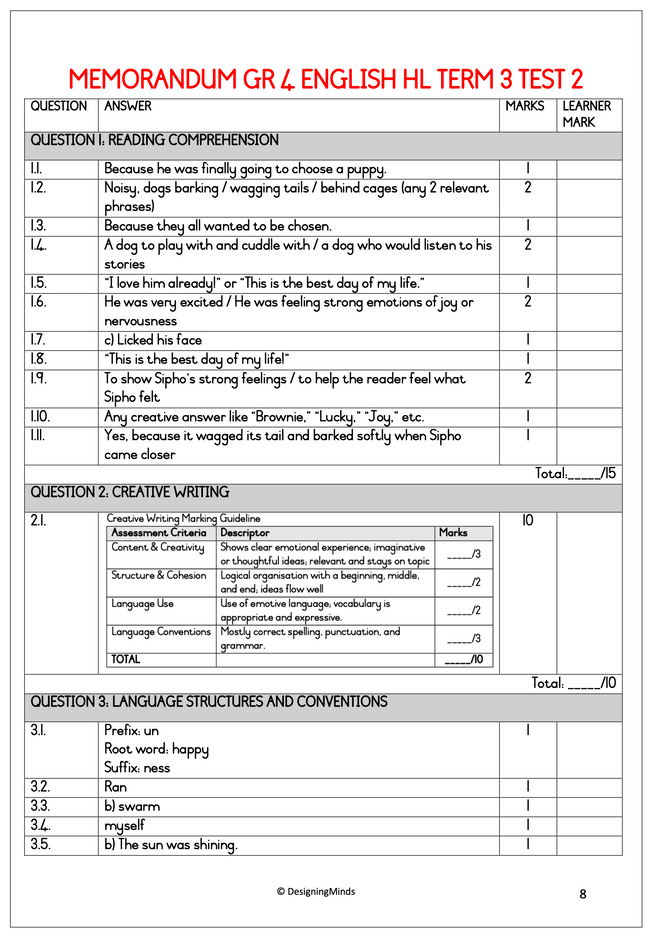 MEMORANDUM GR 4 ENGLISH HL TERM 3 TEST 2
QUESTION ANSWER MARKS LEARNER
MARK
QUESTION 1: READING COMPREHENSION
1.1. Because he was finally going to choose a puppy. 1
1.2. Noisy, dogs barking / wagging tails / behind cages (any 2 relevant 2
phrases)
1.3. Because they all wanted to be chosen. 1
1.4. A dog to play with and cuddle with / a dog who would listen to his 2
stories
1.5. “I love him already!” or “This is the best day of my life.” 1
1.6. He was very excited / He was feeling strong emotions of joy or 2
nervousness
1.7. c) Licked his face 1
1.8. “This is the best day of my life!” 1
1.9. To show Sipho’s strong feelings / to help the reader feel what 2
Sipho felt
1.10. Any creative answer like “Brownie,” “Lucky,” “Joy,” etc. 1
1.11. Yes, because it wagged its tail and barked softly when Sipho 1
came closer
Total:_____/15
QUESTION 2: CREATIVE WRITING
2.1. Creative Writing Marking Guideline 10
Assessment Criteria Descriptor Marks
Content & Creativity Shows clear emotional experience; imaginative _____/3
or thoughtful ideas; relevant and stays on topic
Structure & Cohesion Logical organisation with a beginning, middle, _____/2
and end; ideas flow well
Language Use Use of emotive language; vocabulary is _____/2
appropriate and expressive.
Language Conventions Mostly correct spelling, punctuation, and _____/3
grammar.
TOTAL _____/10
Total: _____/10
QUESTION 3: LANGUAGE STRUCTURES AND CONVENTIONS
3.1. Prefix: un 1
Root word: happy
Suffix: ness
3.2. Ran 1
3.3. b) swarm 1
3.4. myself 1
3.5. b) The sun was shining. 1
© DesigningMinds
8